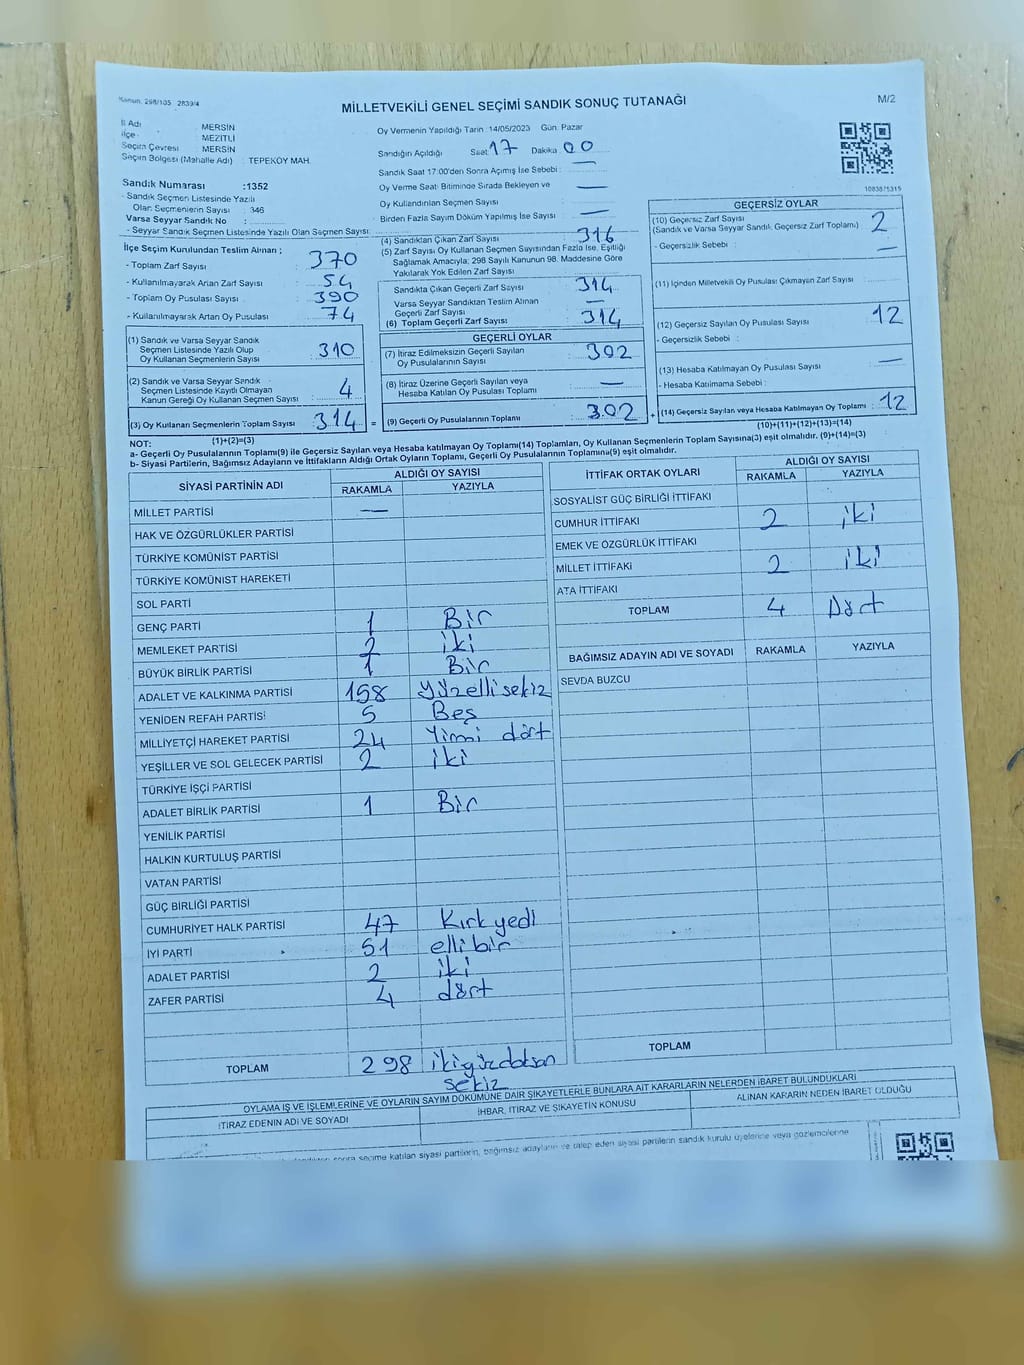 Kanun: 298/105 2839/4
MİLLETVEKİLİ GENEL SEÇİMİ SANDIK SONUÇ TUTANAĞI
M/2
İl Adı : MERSİN
İlçe : MEZİTLİ
Seçim Çevresi : MERSİN
Seçim Bölgesi (Mahalle Adı) : TEPEKÖY MAH.
Oy Vermenin Yapıldığı Tarih :14/05/2023 Gün: Pazar
Sandığın Açıldığı Saat: 17 Dakika: 00
Sandık Saat 17:00'den Sonra Açılmış İse Sebebi : —
Oy Verme Saati Bitiminde Sırada Bekleyen ve
Oy Kullandırılan Seçmen Sayısı —
Birden Fazla Sayım Döküm Yapılmış İse Sayısı —
1083875315
Sandık Numarası :1352
- Sandık Seçmen Listesinde Yazılı
Olan Seçmenlerin Sayısı : 346
Varsa Seyyar Sandık No :
- Seyyar Sandık Seçmen Listesinde Yazılı Olan Seçmen Sayısı:
İlçe Seçim Kurulundan Teslim Alınan ;
- Toplam Zarf Sayısı : 370
- Kullanılmayarak Artan Zarf Sayısı : 54
- Toplam Oy Pusulası Sayısı : 390
- Kullanılmayarak Artan Oy Pusulası : 74
(1) Sandık ve Varsa Seyyar Sandık
Seçmen Listesinde Yazılı Olup
Oy Kullanan Seçmenlerin Sayısı : 310
(2) Sandık ve Varsa Seyyar Sandık
Seçmen Listesinde Kaydı Olmayan
Kanun Gereği Oy Kullanan Seçmen Sayısı : 4
(3) Oy Kullanan Seçmenlerin Toplam Sayısı : 314
(1)+(2)=(3)
(4) Sandıktan Çıkan Zarf Sayısı : 316
(5) Zarf Sayısı Oy Kullanan Seçmen Sayısından Fazla İse, Eşitliği
Sağlamak Amacıyla; 298 Sayılı Kanunun 98. Maddesine Göre
Yakılarak Yok Edilen Zarf Sayısı :
Sandıkta Çıkan Geçerli Zarf Sayısı : 314
Varsa Seyyar Sandıktan Teslim Alınan
Geçerli Zarf Sayısı : —
(6) Toplam Geçerli Zarf Sayısı : 314
GEÇERLİ OYLAR
(7) İtiraz Edilmeksizin Geçerli Sayılan
Oy Pusulalarının Sayısı : 302
(8) İtiraz Üzerine Geçerli Sayılan veya
Hesaba Katılan Oy Pusulası Toplamı : —
= (9) Geçerli Oy Pusulalarının Toplamı : 302
GEÇERSİZ OYLAR
(10) Geçersiz Zarf Sayısı
(Sandık ve Varsa Seyyar Sandık Geçersiz Zarf Toplamı) 2
- Geçersizlik Sebebi : —
(11) İçinden Milletvekili Oy Pusulası Çıkmayan Zarf Sayısı
(12) Geçersiz Sayılan Oy Pusulası Sayısı : 12
- Geçersizlik Sebebi :
(13) Hesaba Katılmayan Oy Pusulası Sayısı : —
- Hesaba Katılmama Sebebi :
+ (14) Geçersiz Sayılan veya Hesaba Katılmayan Oy Toplamı : 12
(10)+(11)+(12)+(13)=(14)
NOT:
a- Geçerli Oy Pusulalarının Toplamı(9) ile Geçersiz Sayılan veya Hesaba katılmayan Oy Toplamı(14) Toplamları, Oy Kullanan Seçmenlerin Toplam Sayısına(3) eşit olmalıdır. (9)+(14)=(3)
b- Siyasi Partilerin, Bağımsız Adayların ve İttifakların Aldığı Ortak Oyların Toplamı, Geçerli Oy Pusulalarının Toplamına(9) eşit olmalıdır.
SİYASİ PARTİNİN ADI
ALDIĞI OY SAYISI
RAKAMLA YAZIYLA
MİLLET PARTİSİ —
HAK VE ÖZGÜRLÜKLER PARTİSİ
TÜRKİYE KOMÜNİST PARTİSİ
TÜRKİYE KOMÜNİST HAREKETİ
SOL PARTİ
GENÇ PARTİ 1 Bir
MEMLEKET PARTİSİ 2 iki
BÜYÜK BİRLİK PARTİSİ 1 Bir
ADALET VE KALKINMA PARTİSİ 158 yüzellisekiz
YENİDEN REFAH PARTİSİ 5 Beş
MİLLİYETÇİ HAREKET PARTİSİ 24 Yirmi dört
YEŞİLLER VE SOL GELECEK PARTİSİ 2 iki
TÜRKİYE İŞÇİ PARTİSİ
ADALET BİRLİK PARTİSİ 1 Bir
YENİLİK PARTİSİ
HALKIN KURTULUŞ PARTİSİ
VATAN PARTİSİ
GÜÇ BİRLİĞİ PARTİSİ
CUMHURİYET HALK PARTİSİ 47 Kırk yedi
İYİ PARTİ 51 elli bir
ADALET PARTİSİ 2 iki
ZAFER PARTİSİ 4 dört
TOPLAM 298 ikiyüzdoksan
sekiz
İTTİFAK ORTAK OYLARI
ALDIĞI OY SAYISI
RAKAMLA YAZIYLA
SOSYALİST GÜÇ BİRLİĞİ İTTİFAKI
CUMHUR İTTİFAKI 2 iki
EMEK VE ÖZGÜRLÜK İTTİFAKI
MİLLET İTTİFAKI 2 iki
ATA İTTİFAKI
TOPLAM 4 Dört
BAĞIMSIZ ADAYIN ADI VE SOYADI RAKAMLA YAZIYLA
SEVDA BUZCU
TOPLAM
OYLAMA İŞ VE İŞLEMLERİNE VE OYLARIN SAYIM DÖKÜMÜNE DAİR ŞİKAYETLERLE BUNLARA AİT KARARLARIN NELERDEN İBARET BULUNDUKLARI
İTİRAZ EDENİN ADI VE SOYADI
İHBAR, İTİRAZ VE ŞİKAYETİN KONUSU
ALINAN KARARIN NEDEN İBARET OLDUĞU
sonra seçime katılan siyasi partilerin, bağımsız adayların ve talep eden siyasi partilerin sandık kurulu üyelerine veya gözlemcilerine